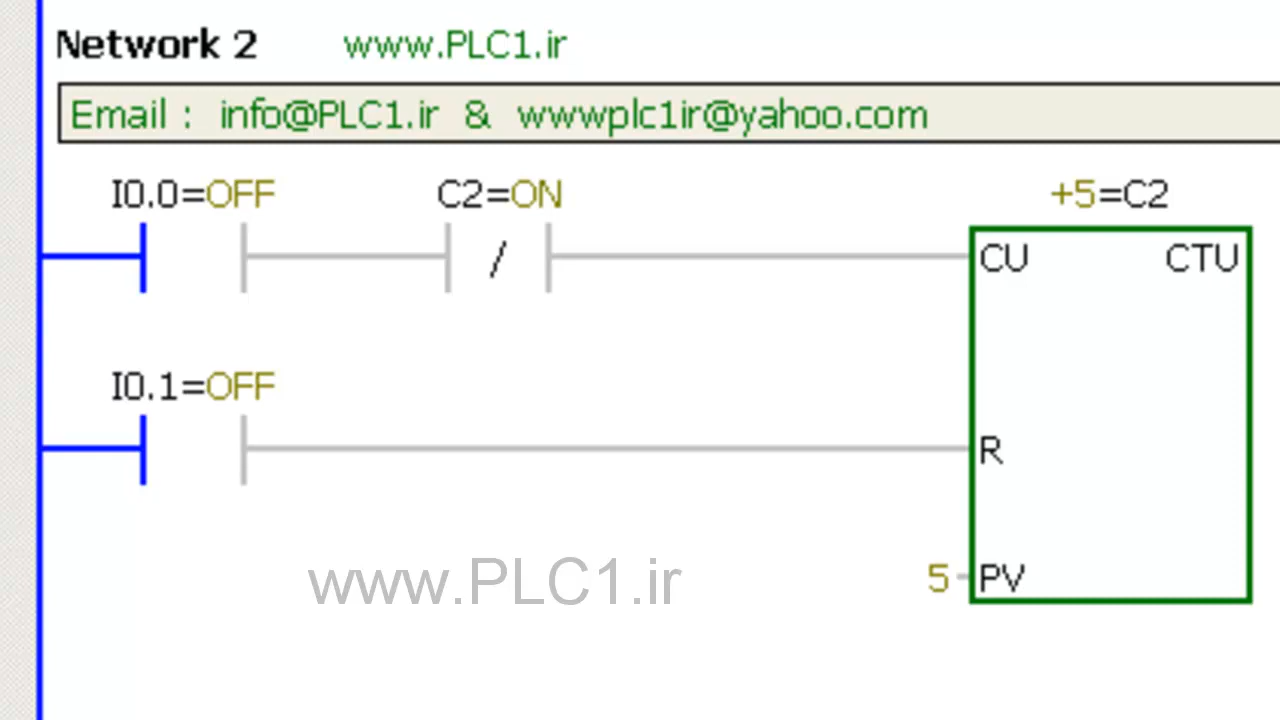 Network 2 www.PLC1.ir
Email : info@PLC1.ir & wwwplc1ir@yahoo.com
I0.0=OFF C2=ON +5=C2
/ CU CTU
I0.1=OFF
R
www.PLC1.ir 5 PV